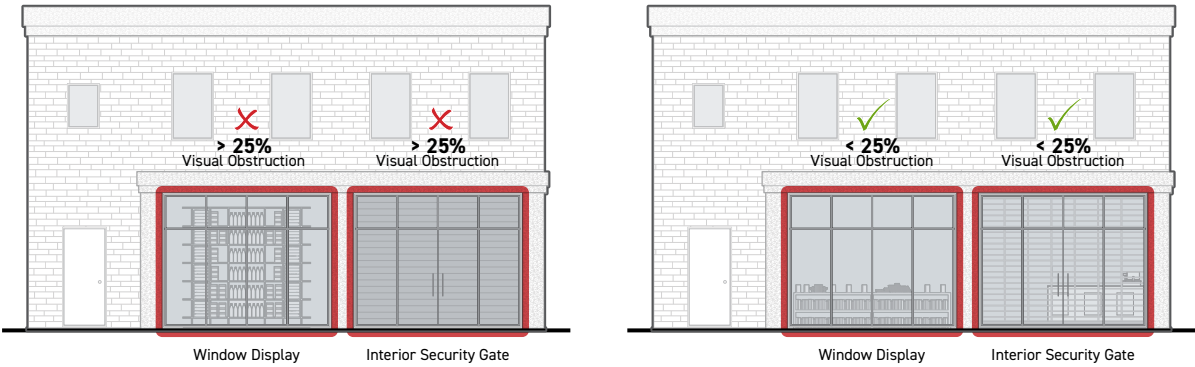 > 25%
Visual Obstruction
> 25%
Visual Obstruction
Window Display
Interior Security Gate
< 25%
Visual Obstruction
< 25%
Visual Obstruction
Window Display
Interior Security Gate